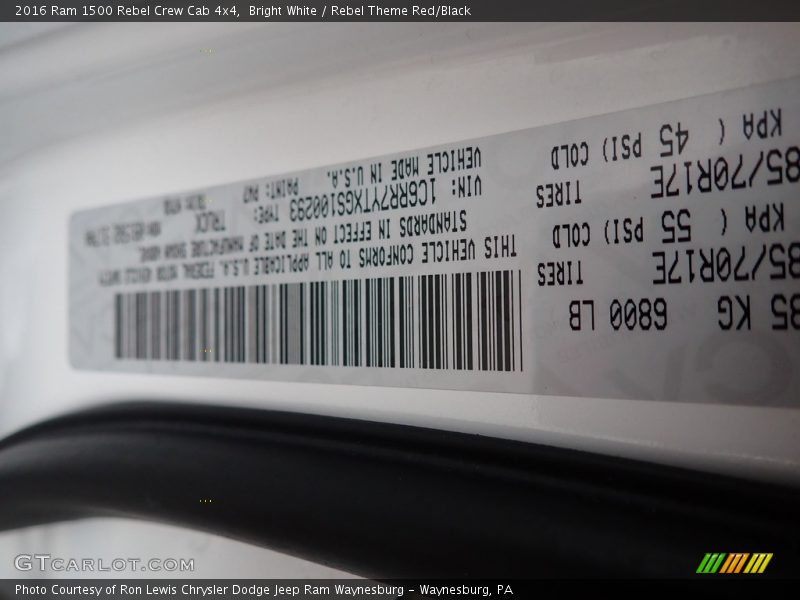 2016 Ram 1500 Rebel Crew Cab 4x4, Bright White / Rebel Theme Red/Black
85 KG 6800 LB
85/70R17E TIRES
KPA ( 55 PSI) COLD
85/70R17E TIRES
KPA ( 45 PSI) COLD
THIS VEHICLE CONFORMS TO ALL APPLICABLE U.S.A. FEDERAL MOTOR VEHICLE SAFETY
STANDARDS IN EFFECT ON THE DATE OF MANUFACTURE SHOWN ABOVE.
VIN: 1C6RR7YTXGS100293 TYPE: TRUCK
VEHICLE MADE IN U.S.A. PAINT: PW7
GTCARLOT.COM
Photo Courtesy of Ron Lewis Chrysler Dodge Jeep Ram Waynesburg - Waynesburg, PA